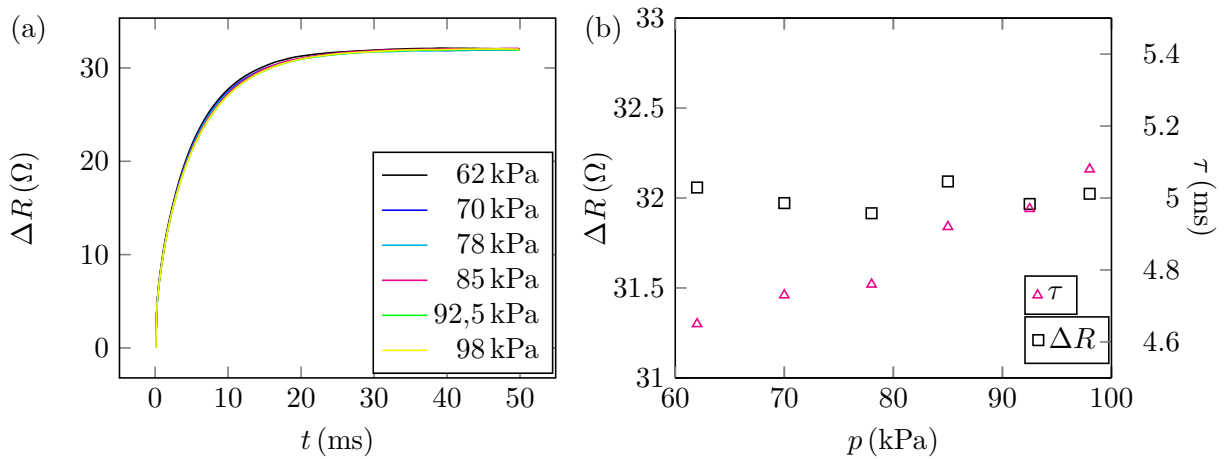 (a)
30
20
10
0
ΔR (Ω)
0
10
20
30
40
50
t (ms)
62 kPa
70 kPa
78 kPa
85 kPa
92,5 kPa
98 kPa
(b)
33
32.5
32
31.5
31
ΔR (Ω)
60
70
80
90
100
p (kPa)
5.4
5.2
5
4.8
4.6
τ (ms)
τ
ΔR